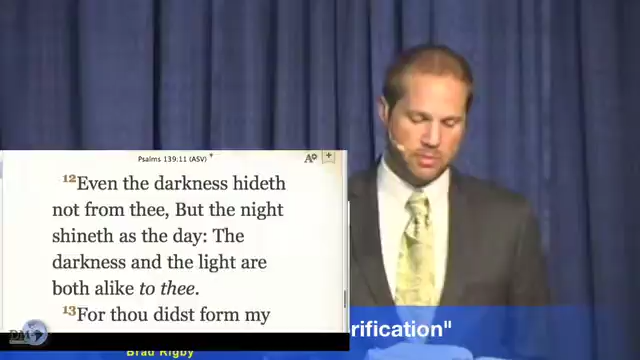 Psalms 139:11 (ASV)
12Even the darkness hideth
not from thee, But the night
shineth as the day: The
darkness and the light are
both alike to thee.
13For thou didst form my
rification"
Brad Rigby